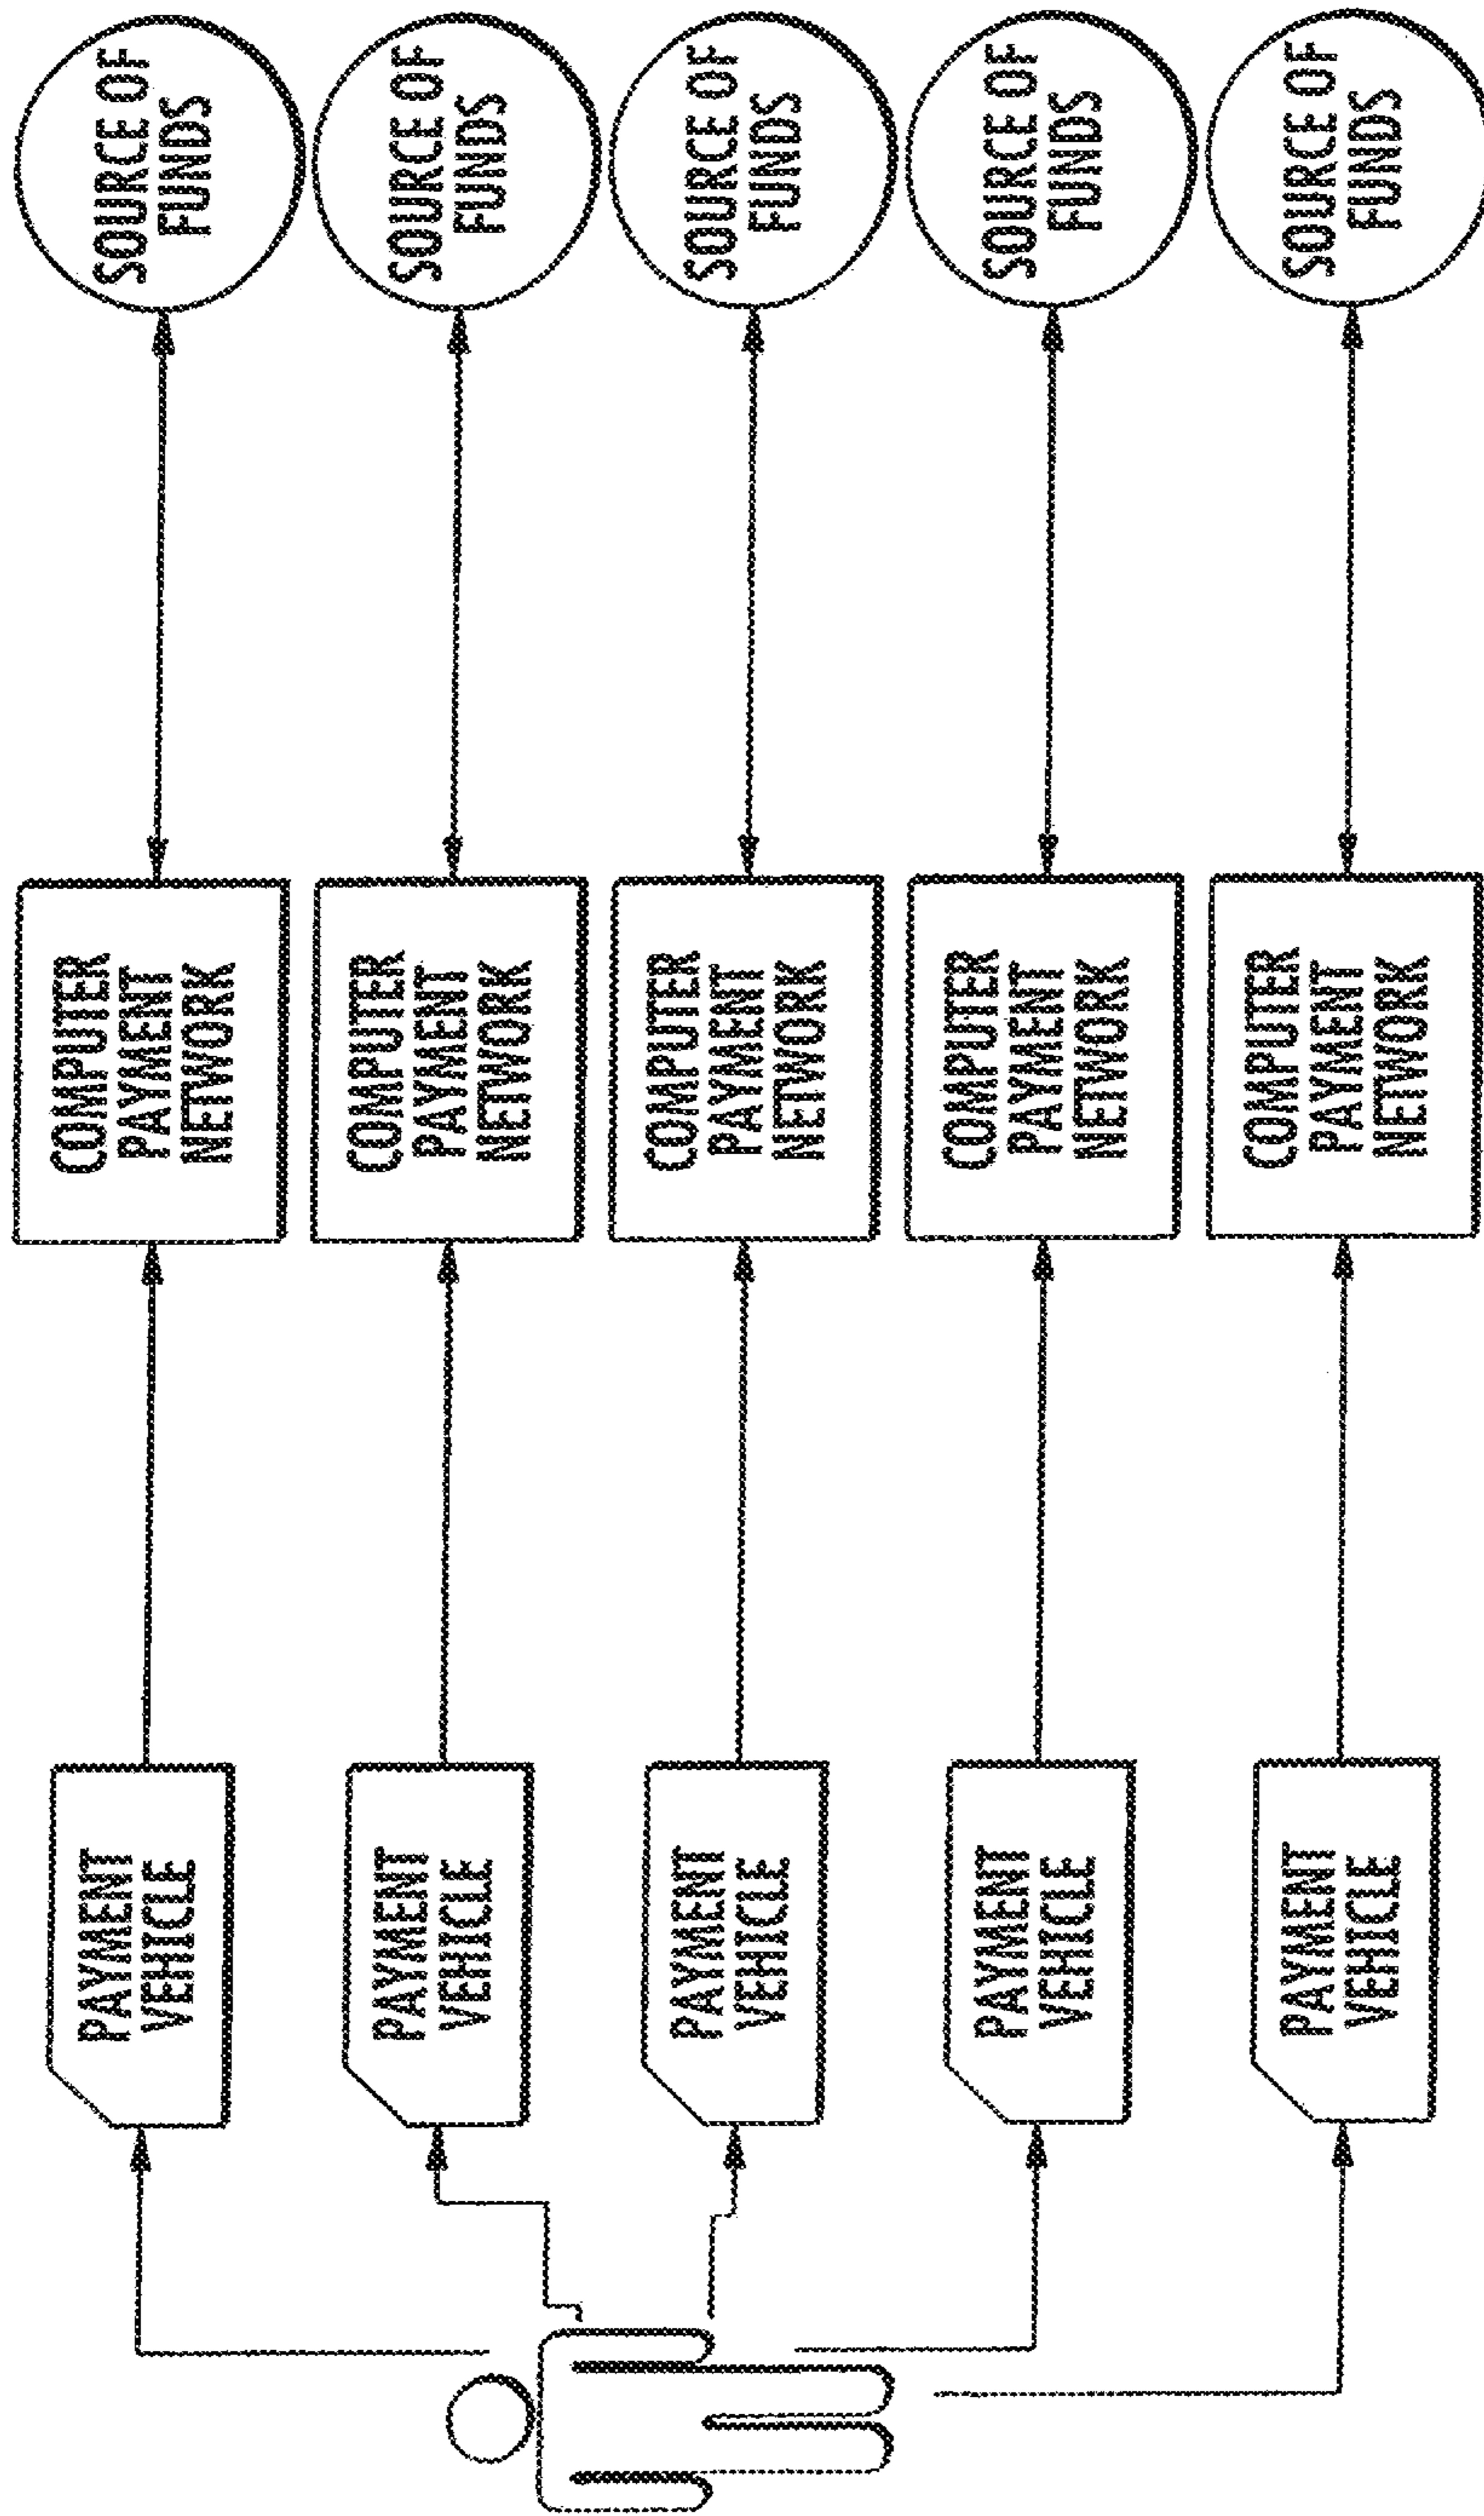 PAYMENT
VEHICLE
COMPUTER
PAYMENT
NETWORK
SOURCE OF
FUNDS
PAYMENT
VEHICLE
COMPUTER
PAYMENT
NETWORK
SOURCE OF
FUNDS
PAYMENT
VEHICLE
COMPUTER
PAYMENT
NETWORK
SOURCE OF
FUNDS
PAYMENT
VEHICLE
COMPUTER
PAYMENT
NETWORK
SOURCE OF
FUNDS
PAYMENT
VEHICLE
COMPUTER
PAYMENT
NETWORK
SOURCE OF
FUNDS